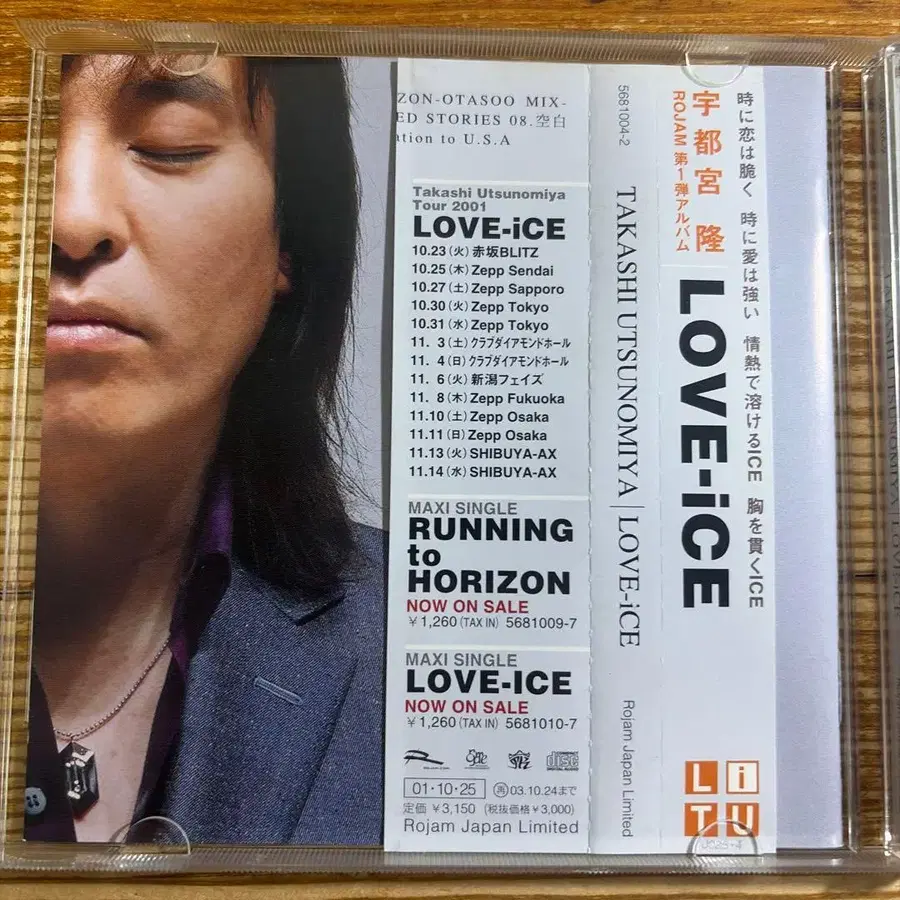 ZON-OTASOO MIX-
ED STORIES 08.空白
ation to U.S.A
Takashi Utsunomiya
Tour 2001
LOVE-iCE
10.23(火)赤坂BLITZ
10.25(木)Zepp Sendai
10.27(土)Zepp Sapporo
10.30(火)Zepp Tokyo
10.31(水)Zepp Tokyo
11. 3(土)クラブダイアモンドホール
11. 4(日)クラブダイアモンドホール
11. 6(火)新潟フェイズ
11. 8(木)Zepp Fukuoka
11.10(土)Zepp Osaka
11.11(日)Zepp Osaka
11.13(火)SHIBUYA-AX
11.14(水)SHIBUYA-AX
MAXI SINGLE
RUNNING
to
HORIZON
NOW ON SALE
¥1,260(TAX IN) 5681009-7
MAXI SINGLE
LOVE-ICE
NOW ON SALE
¥1,260(TAX IN) 5681010-7
disc
01・10・25 再03.10.24まで
定価 ¥3,150 (税抜価格¥3,000)
Rojam Japan Limited
5681004-2
TAKASHI UTSUNOMIYA | LOVE-iCE
Rojam Japan Limited
時に恋は脆く 時に愛は強い 情熱で溶けるICE 胸を貫くICE
宇都宮 隆
ROJAM 第1弾アルバム
LOVE-iCE
Li
TU